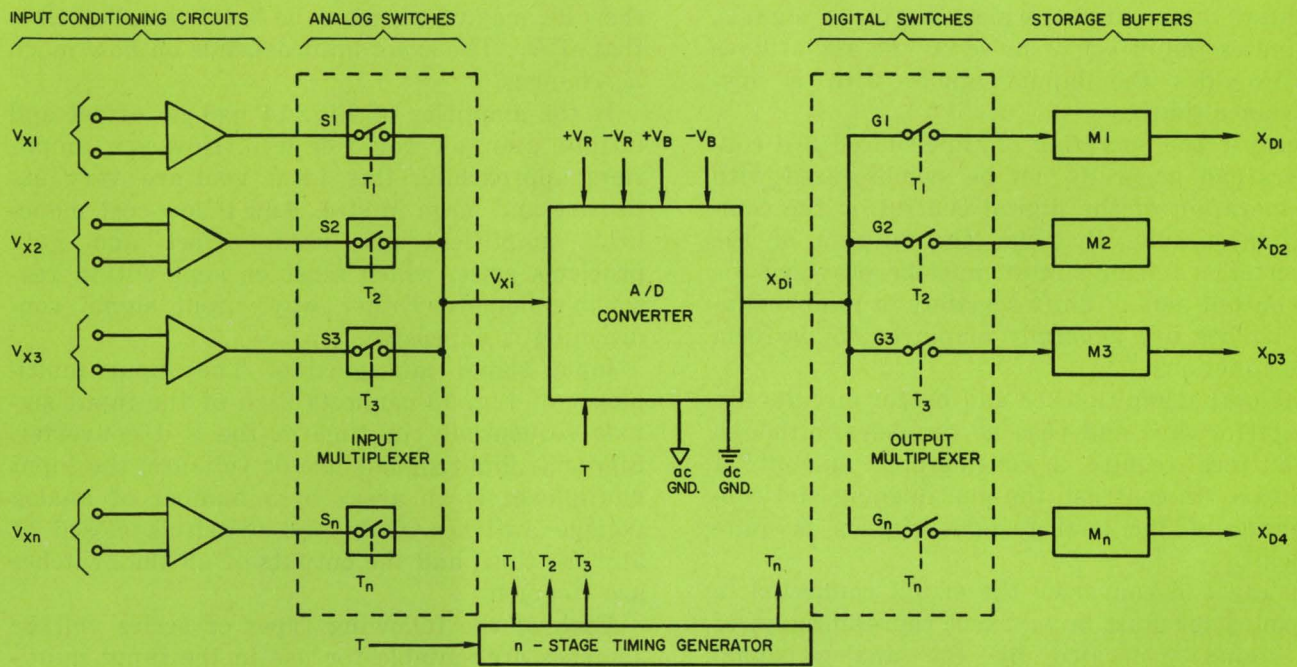 INPUT CONDITIONING CIRCUITS
ANALOG SWITCHES
DIGITAL SWITCHES
STORAGE BUFFERS
VX1
S1
T1
+VR −VR +VB −VB
G1
T1
M1
XD1
VX2
S2
T2
G2
T2
M2
XD2
VXi
A/D
CONVERTER
XDi
VX3
S3
T3
G3
T3
M3
XD3
INPUT
MULTIPLEXER
T
ac
GND.
dc
GND.
OUTPUT
MULTIPLEXER
VXn
Sn
Tn
Gn
Tn
Mn
XD4
T1 T2 T3
Tn
T
n - STAGE TIMING GENERATOR